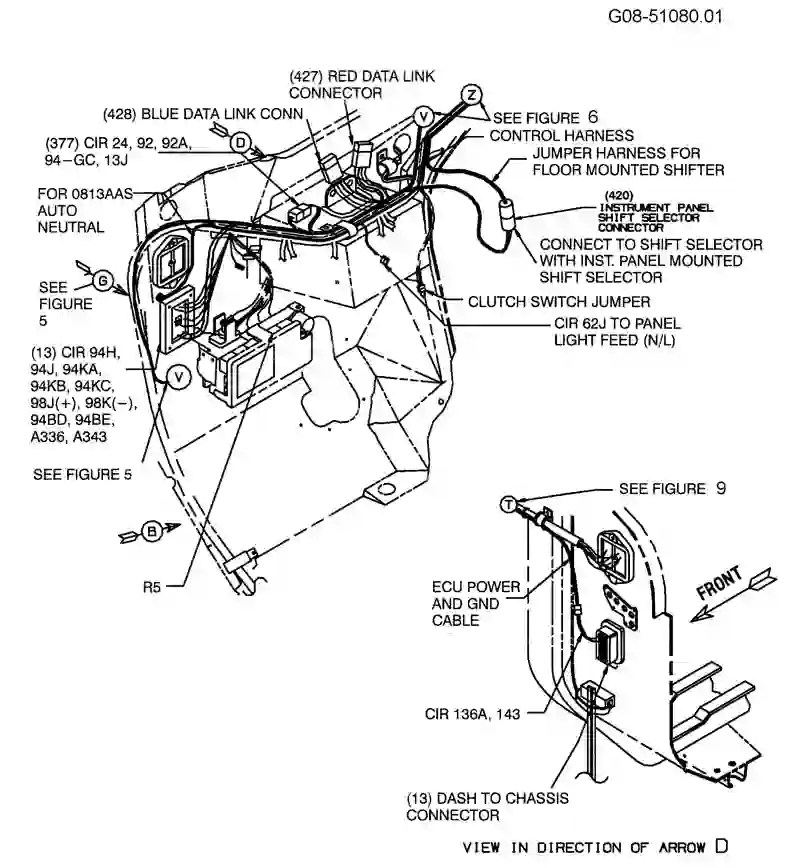 G08-51080.01
(427) RED DATA LINK
CONNECTOR
Z
V
(428) BLUE DATA LINK CONN
SEE FIGURE 6
CONTROL HARNESS
D
(377) CIR 24, 92, 92A,
94-GC, 13J
JUMPER HARNESS FOR
FLOOR MOUNTED SHIFTER
FOR 0813AAS
AUTO
NEUTRAL
(420)
INSTRUMENT PANEL
SHIFT SELECTOR
CONNECTOR
CONNECT TO SHIFT SELECTOR
WITH INST. PANEL MOUNTED
SHIFT SELECTOR
G
SEE
FIGURE
5
CLUTCH SWITCH JUMPER
CIR 62J TO PANEL
LIGHT FEED (N/L)
(13) CIR 94H,
94J, 94KA,
94KB, 94KC,
98J(+), 98K(-),
94BD, 94BE,
A336, A343
V
SEE FIGURE 5
SEE FIGURE 9
T
B
R5
ECU POWER
AND GND
CABLE
FRONT
CIR 136A, 143
(13) DASH TO CHASSIS
CONNECTOR
VIEW IN DIRECTION OF ARROW D